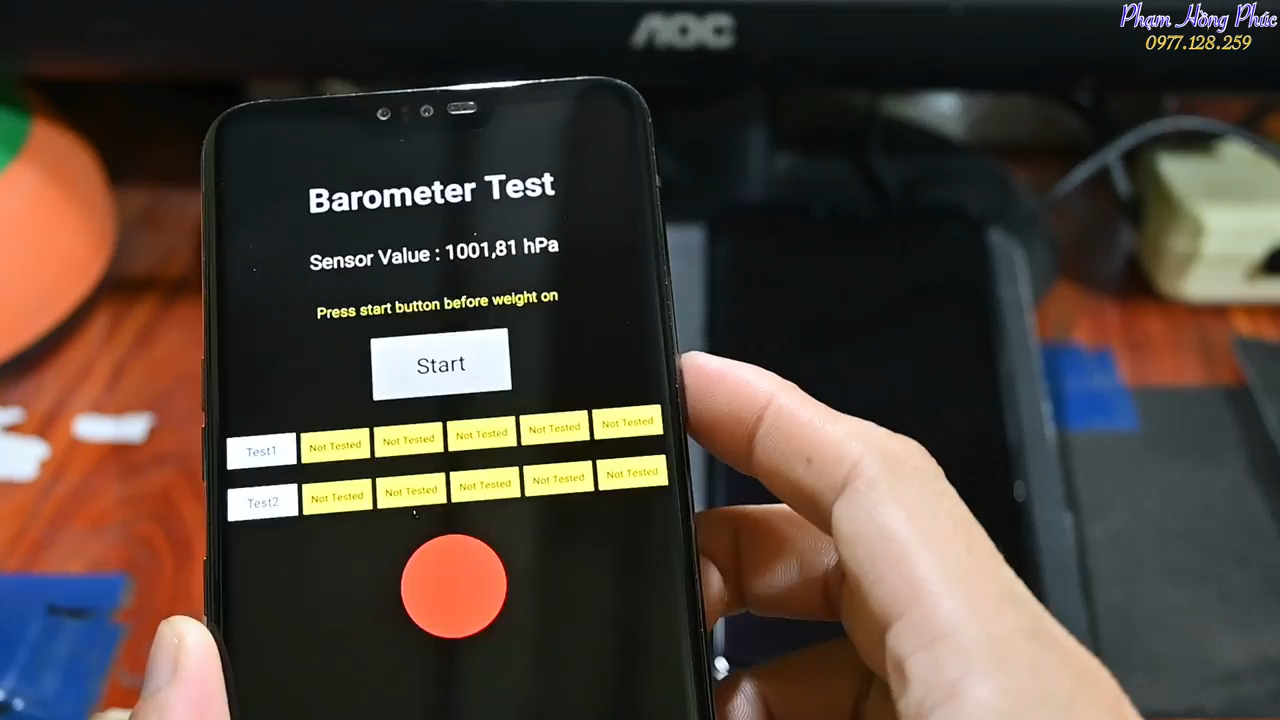 Phạm Hồng Phúc
0977.128.259
AOC
Barometer Test
Sensor Value : 1001,81 hPa
Press start button before weight on
Start
Test1 Not Tested Not Tested Not Tested Not Tested Not Tested
Test2 Not Tested Not Tested Not Tested Not Tested Not Tested